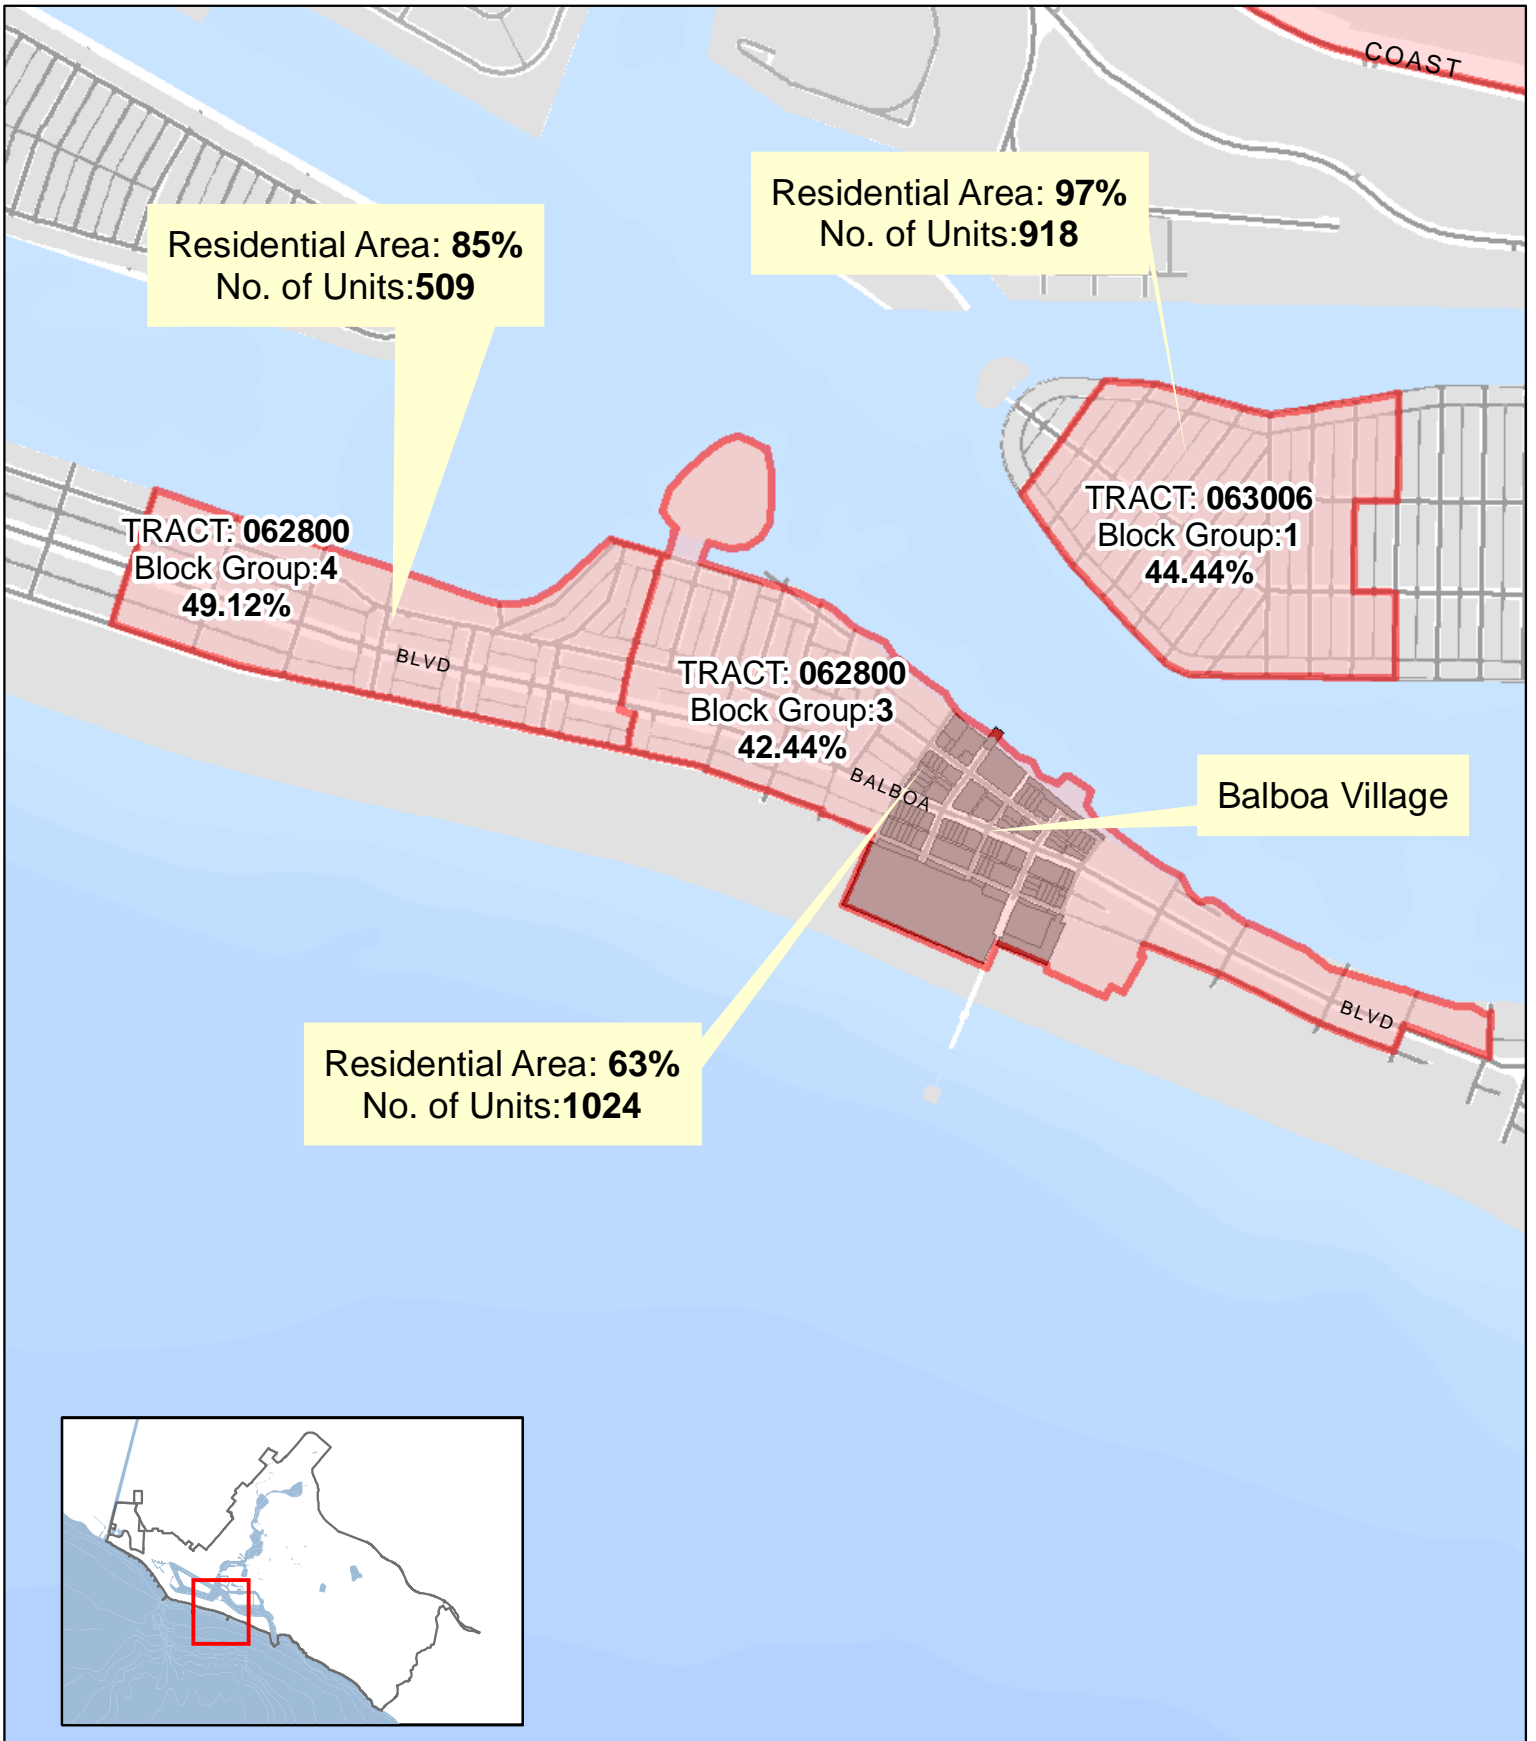 COAST
Residential Area: 97%
No. of Units:918
Residential Area: 85%
No. of Units:509
TRACT: 063006
Block Group:1
44.44%
TRACT: 062800
Block Group:4
49.12%
BLVD
TRACT: 062800
Block Group:3
42.44%
BALBOA
Balboa Village
BLVD
Residential Area: 63%
No. of Units:1024